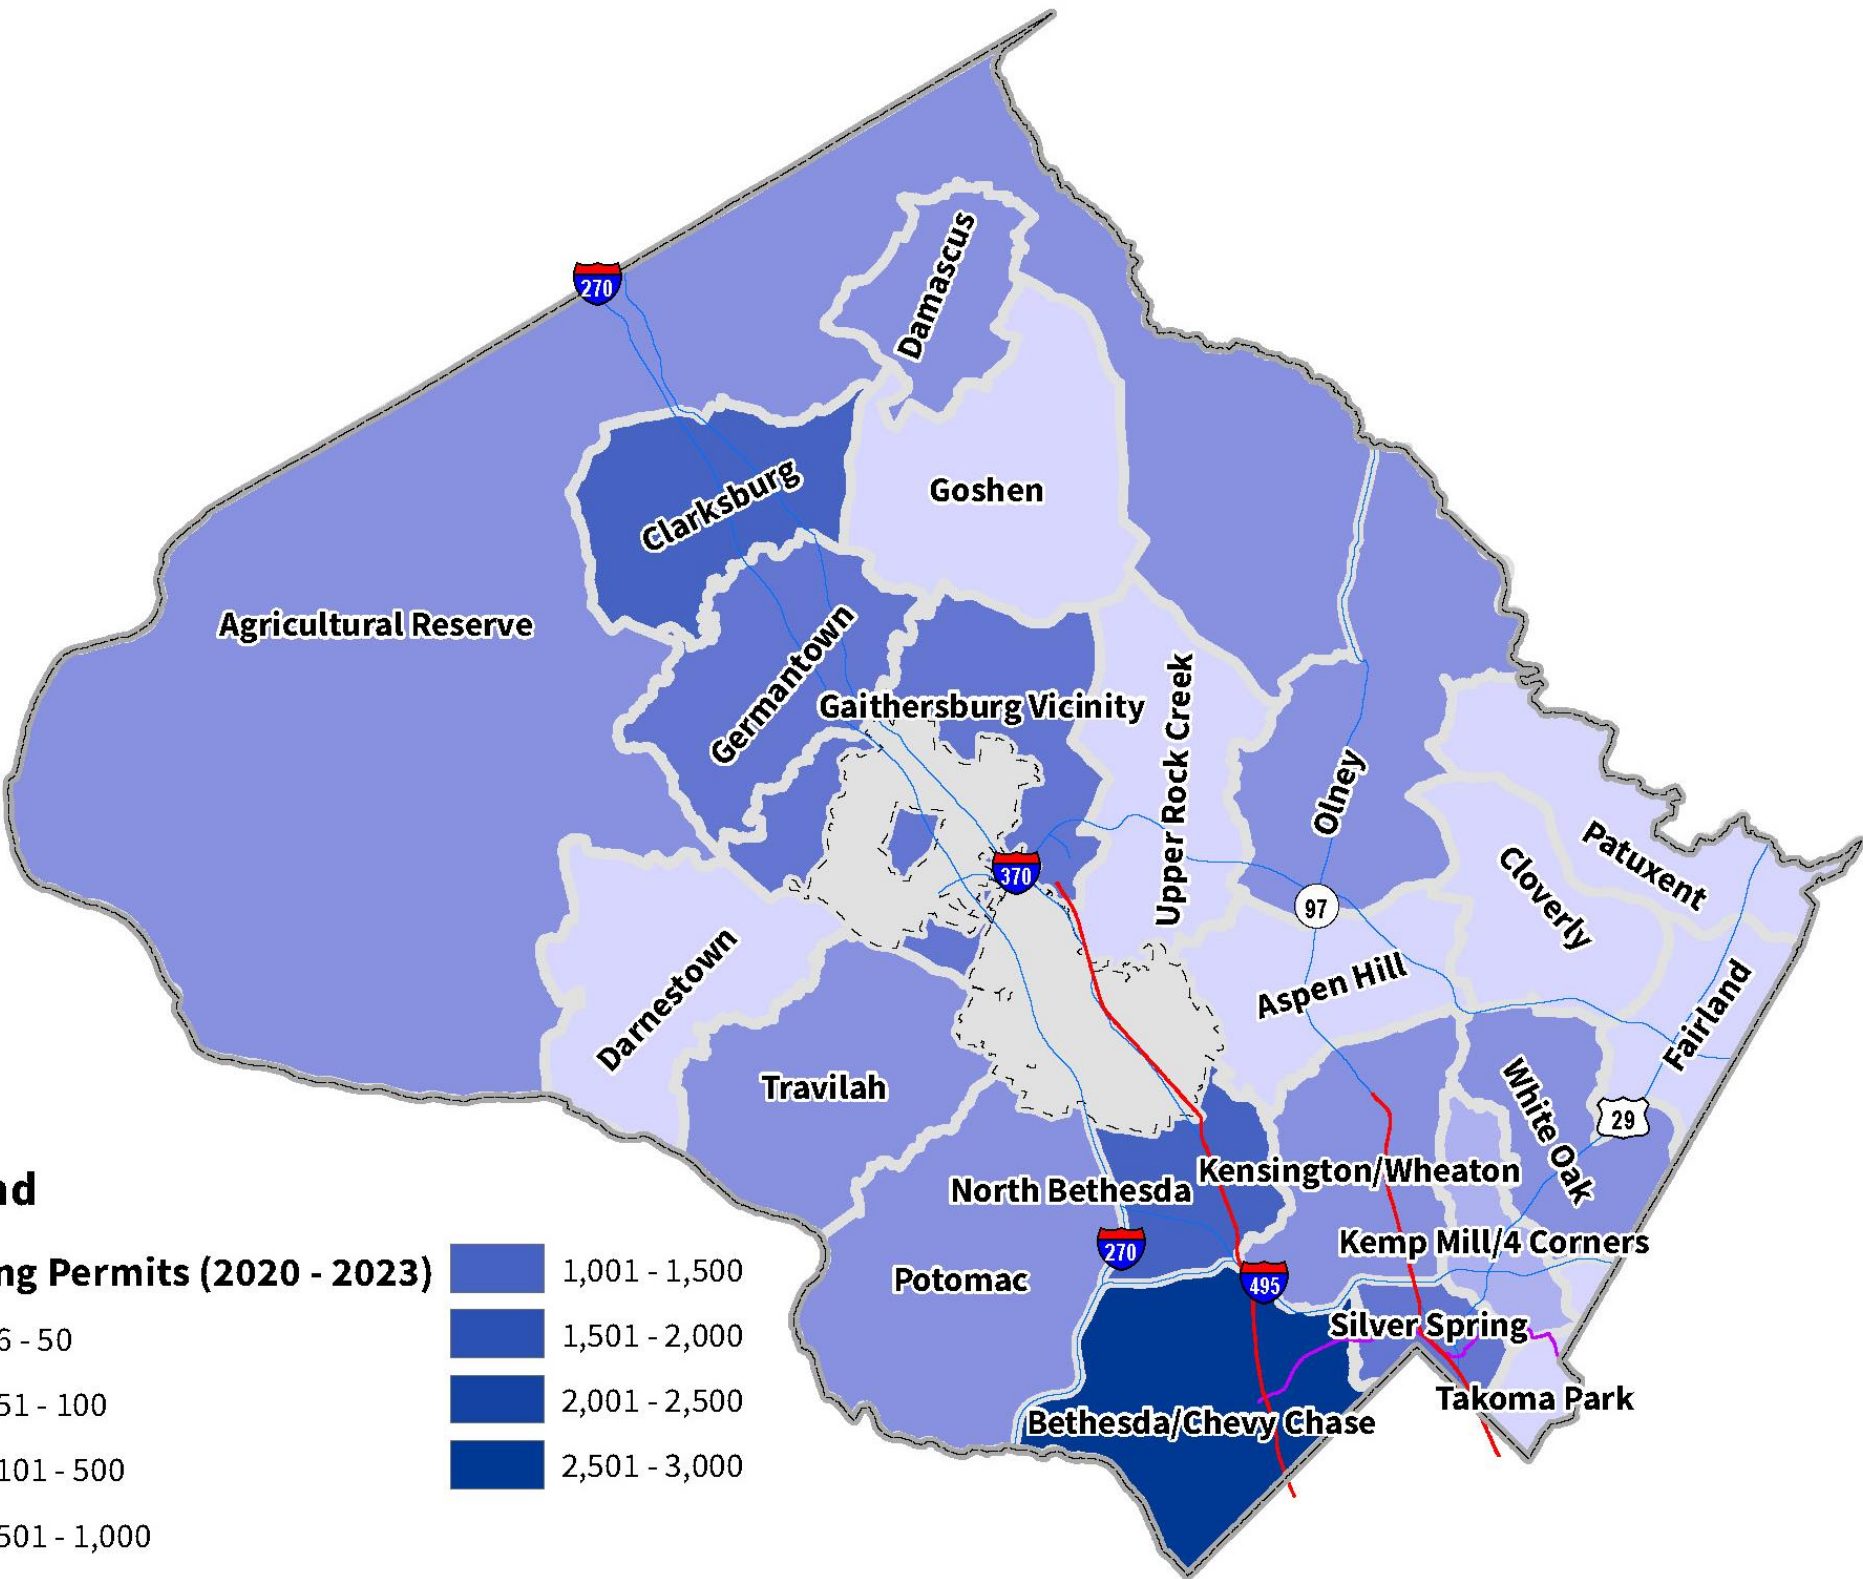 270
Damascus
Clarksburg
Goshen
Agricultural Reserve
Germantown
Gaithersburg Vicinity
Upper Rock Creek
Olney
370
97
Patuxent
Cloverly
Darnestown
Aspen Hill
Fairland
Travilah
White Oak
29
North Bethesda
Kensington/Wheaton
270
Kemp Mill/4 Corners
Potomac
495
Silver Spring
Takoma Park
Bethesda/Chevy Chase
nd
ng Permits (2020 - 2023)
6 - 50
51 - 100
101 - 500
501 - 1,000
1,001 - 1,500
1,501 - 2,000
2,001 - 2,500
2,501 - 3,000